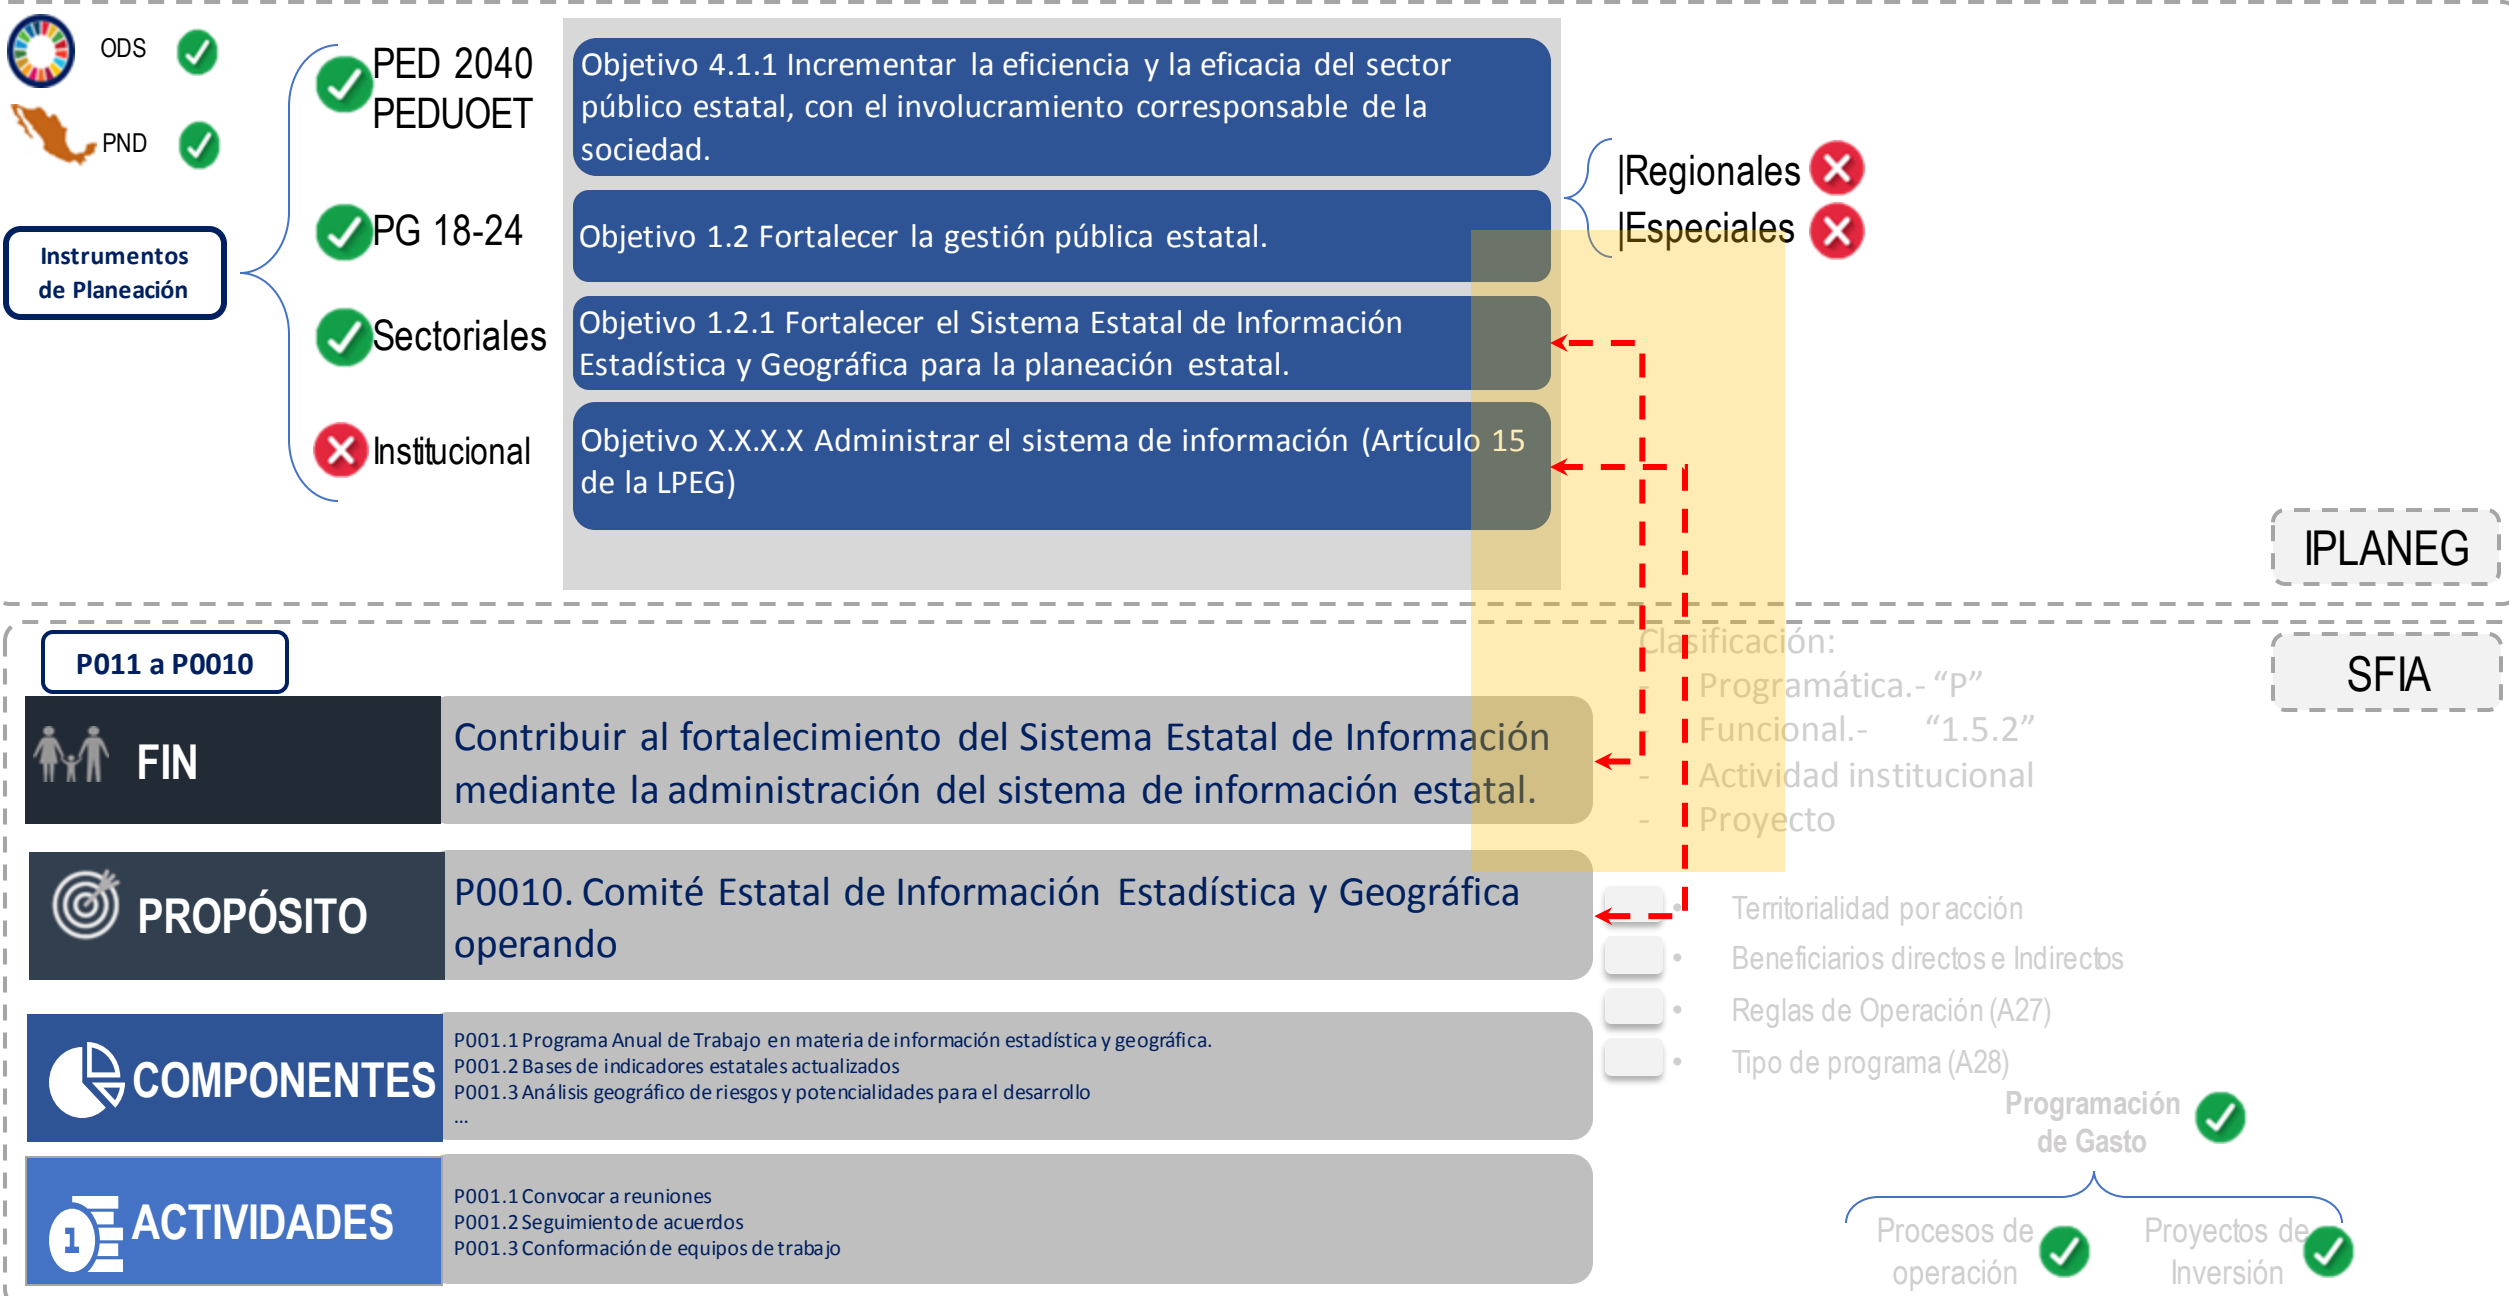 ODS
PND
Instrumentos
de Planeación
PED 2040
PEDUOET
Objetivo 4.1.1 Incrementar la eficiencia y la eficacia del sector
público estatal, con el involucramiento corresponsable de la
sociedad.
|Regionales
|Especiales
PG 18-24
Objetivo 1.2 Fortalecer la gestión pública estatal.
Sectoriales
Objetivo 1.2.1 Fortalecer el Sistema Estatal de Información
Estadística y Geográfica para la planeación estatal.
Institucional
Objetivo X.X.X.X Administrar el sistema de información (Artículo 15
de la LPEG)
IPLANEG
P011 a P0010
SFIA
Clasificación:
- Programática.- “P”
- Funcional.- “1.5.2”
- Actividad institucional
- Proyecto
FIN
Contribuir al fortalecimiento del Sistema Estatal de Información
mediante la administración del sistema de información estatal.
PROPÓSITO
P0010. Comité Estatal de Información Estadística y Geográfica
operando
• Territorialidad por acción
• Beneficiarios directos e Indirectos
• Reglas de Operación (A27)
• Tipo de programa (A28)
COMPONENTES
P001.1 Programa Anual de Trabajo en materia de información estadística y geográfica.
P001.2 Bases de indicadores estatales actualizados
P001.3 Análisis geográfico de riesgos y potencialidades para el desarrollo
...
Programación
de Gasto
1
ACTIVIDADES
P001.1 Convocar a reuniones
P001.2 Seguimiento de acuerdos
P001.3 Conformación de equipos de trabajo
Procesos de
operación
Proyectos de
Inversión